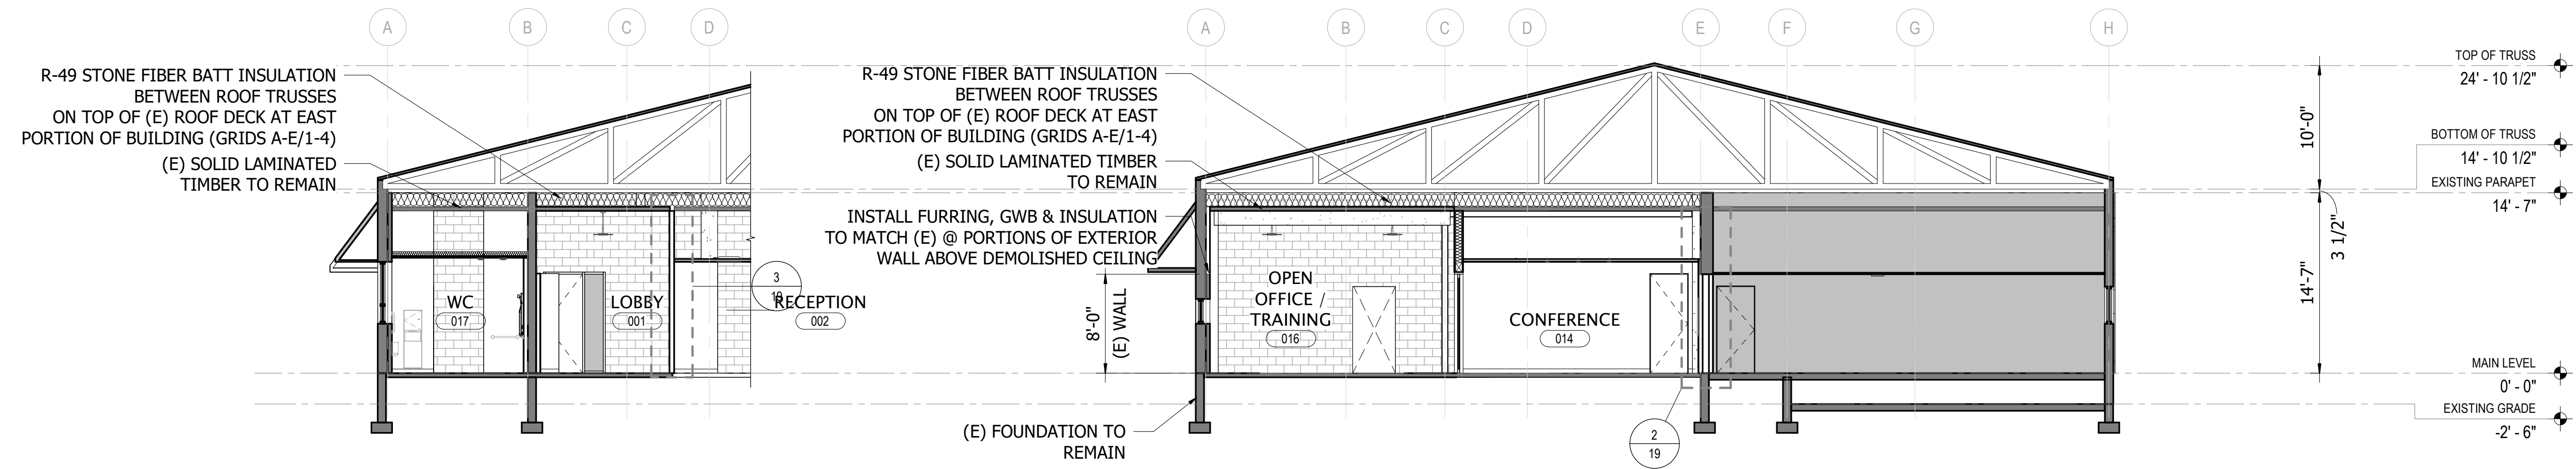 A
B
C
D
R-49 STONE FIBER BATT INSULATION
BETWEEN ROOF TRUSSES
ON TOP OF (E) ROOF DECK AT EAST
PORTION OF BUILDING (GRIDS A-E/1-4)
(E) SOLID LAMINATED
TIMBER TO REMAIN
WC
017
LOBBY
001
3
19
RECEPTION
002
A
B
C
D
E
F
G
H
R-49 STONE FIBER BATT INSULATION
BETWEEN ROOF TRUSSES
ON TOP OF (E) ROOF DECK AT EAST
PORTION OF BUILDING (GRIDS A-E/1-4)
(E) SOLID LAMINATED TIMBER
TO REMAIN
INSTALL FURRING, GWB & INSULATION
TO MATCH (E) @ PORTIONS OF EXTERIOR
WALL ABOVE DEMOLISHED CEILING
8'-0"
(E) WALL
OPEN
OFFICE /
TRAINING
016
CONFERENCE
014
(E) FOUNDATION TO
REMAIN
2
19
10'-0"
14'-7"
3 1/2"
TOP OF TRUSS
24' - 10 1/2"
BOTTOM OF TRUSS
14' - 10 1/2"
EXISTING PARAPET
14' - 7"
MAIN LEVEL
0' - 0"
EXISTING GRADE
-2' - 6"